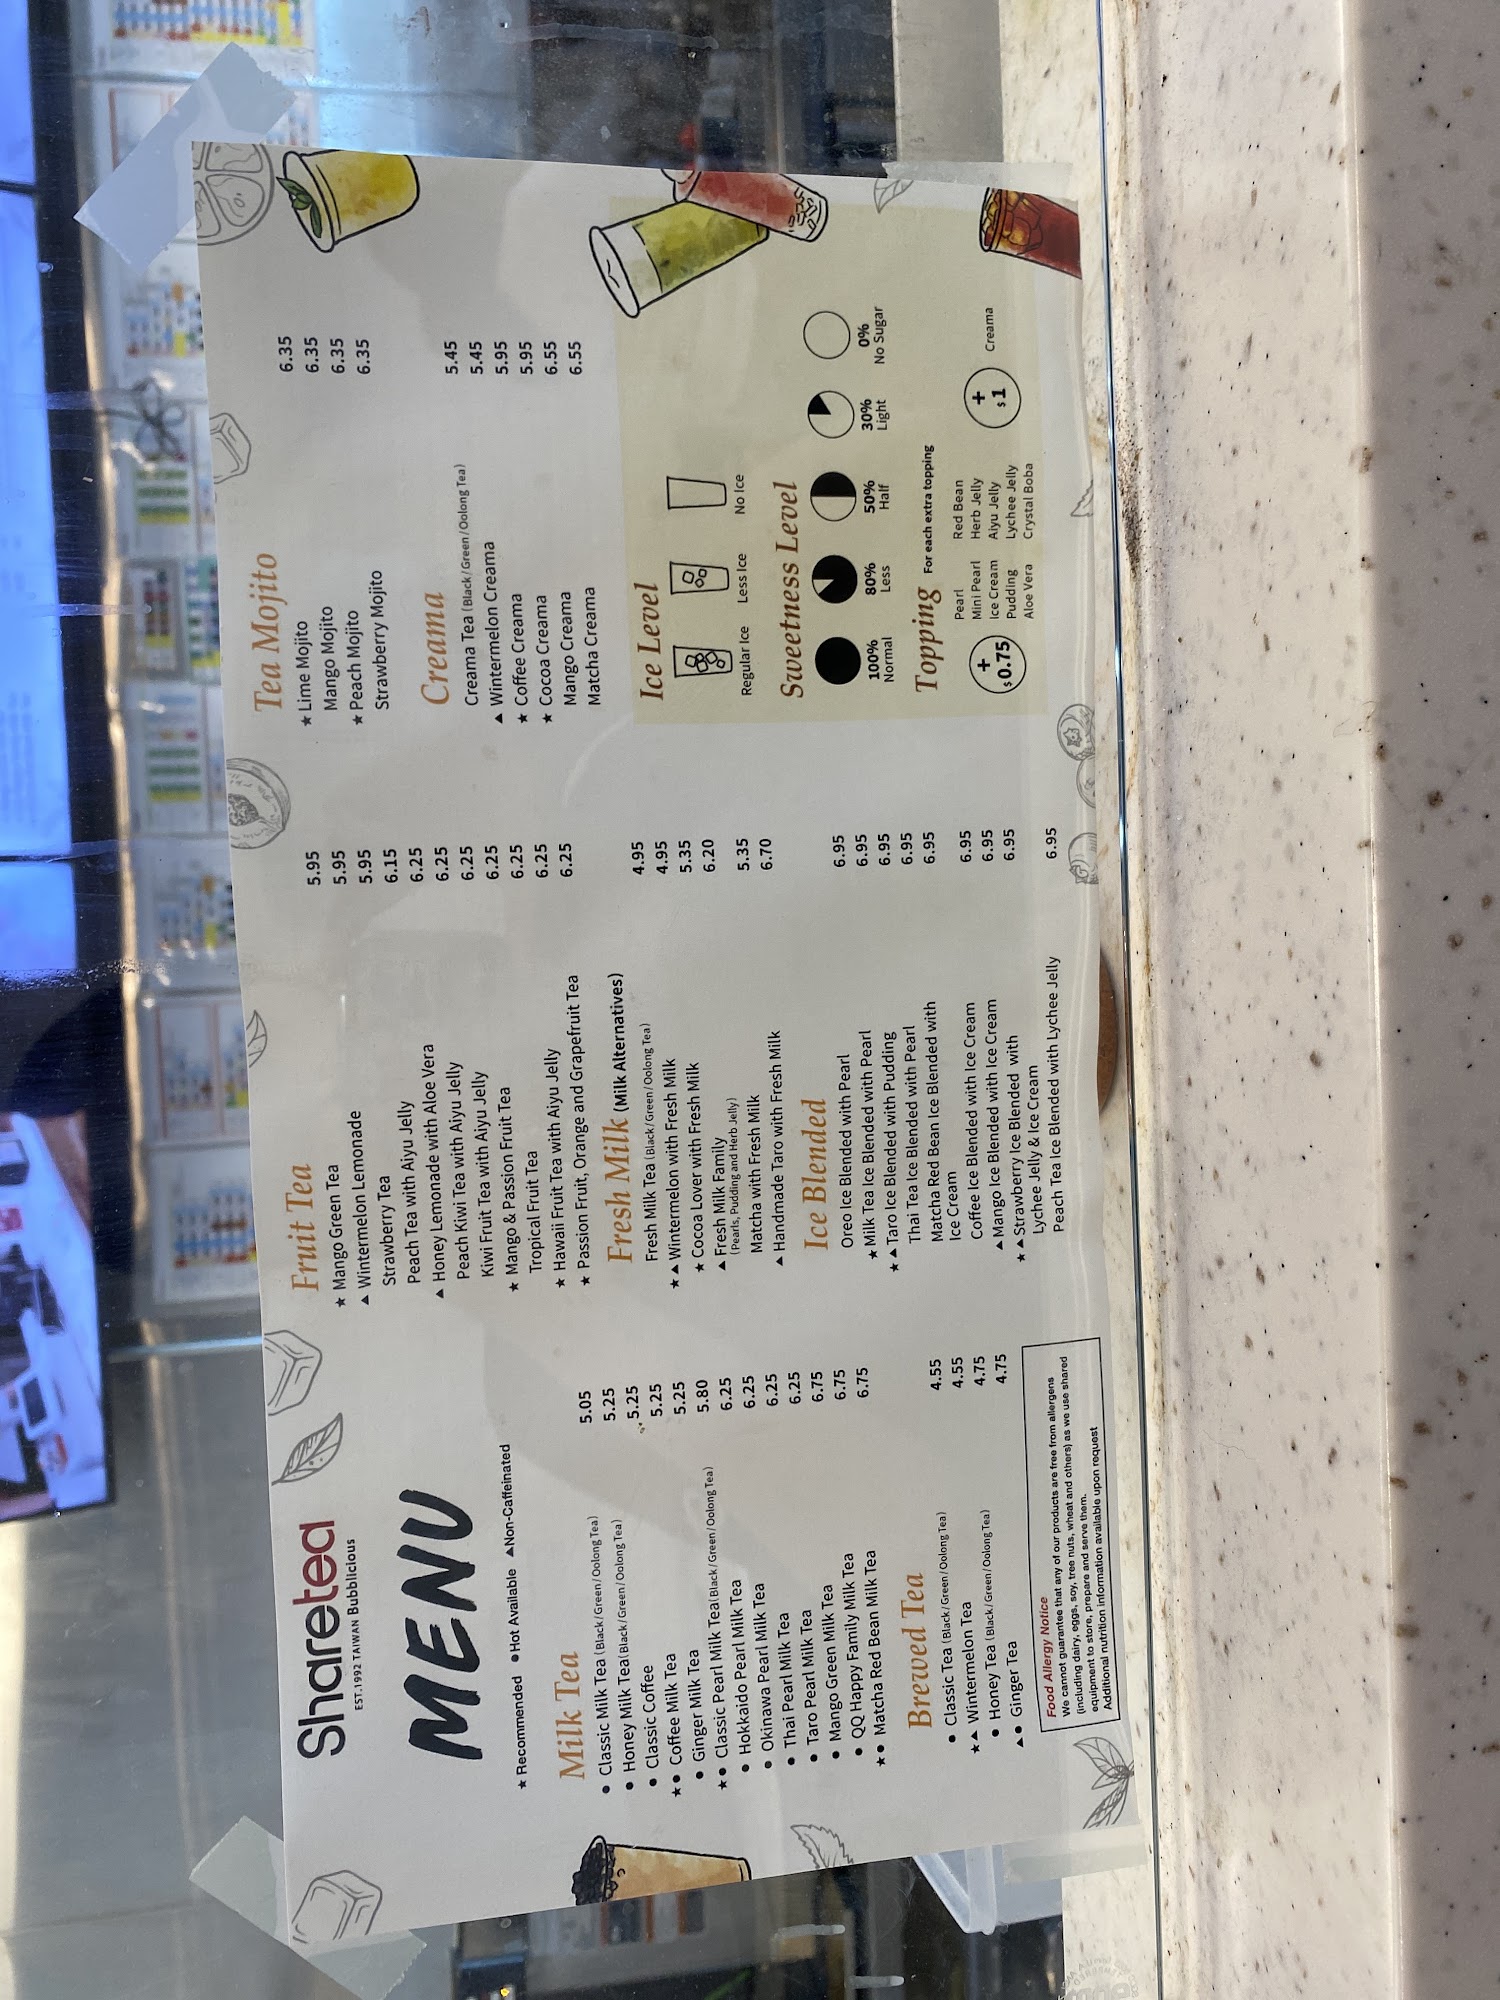 Sharetea
EST.1992 TAIWAN Bubblicious
MENU
★ Recommended ● Hot Available ▲Non-Caffeinated
Milk Tea
● Classic Milk Tea (Black/Green/Oolong Tea) 5.05
● Honey Milk Tea(Black/Green/Oolong Tea) 5.25
● Classic Coffee 5.25
★● Coffee Milk Tea 5.25
● Ginger Milk Tea 5.25
★● Classic Pearl Milk Tea(Black/Green/Oolong Tea) 5.80
● Hokkaido Pearl Milk Tea 6.25
● Okinawa Pearl Milk Tea 6.25
● Thai Pearl Milk Tea 6.25
● Taro Pearl Milk Tea 6.25
● Mango Green Milk Tea 6.75
● QQ Happy Family Milk Tea 6.75
★● Matcha Red Bean Milk Tea 6.75
Brewed Tea
● Classic Tea (Black/Green/Oolong Tea) 4.55
★▲ Wintermelon Tea 4.55
● Honey Tea (Black/Green/Oolong Tea) 4.75
▲● Ginger Tea 4.75
Food Allergy Notice
We cannot guarantee that any of our products are free from allergens
(including dairy, eggs, soy, tree nuts, wheat and others) as we use shared
equipment to store, prepare and serve them.
Additional nutrition information available upon request
Fruit Tea
★ Mango Green Tea 5.95
▲ Wintermelon Lemonade 5.95
Strawberry Tea 5.95
Peach Tea with Aiyu Jelly 6.15
▲ Honey Lemonade with Aloe Vera 6.25
Peach Kiwi Tea with Aiyu Jelly 6.25
Kiwi Fruit Tea with Aiyu Jelly 6.25
★ Mango & Passion Fruit Tea 6.25
Tropical Fruit Tea 6.25
★ Hawaii Fruit Tea with Aiyu Jelly 6.25
★ Passion Fruit, Orange and Grapefruit Tea 6.25
Fresh Milk (Milk Alternatives)
Fresh Milk Tea (Black/Green/Oolong Tea) 4.95
★▲ Wintermelon with Fresh Milk 4.95
★ Cocoa Lover with Fresh Milk 5.35
▲ Fresh Milk Family 6.20
(Pearls, Pudding and Herb Jelly)
Matcha with Fresh Milk 5.35
▲ Handmade Taro with Fresh Milk 6.70
Ice Blended
Oreo Ice Blended with Pearl 6.95
★ Milk Tea Ice Blended with Pearl 6.95
★▲ Taro Ice Blended with Pudding 6.95
Thai Tea Ice Blended with Pearl 6.95
Matcha Red Bean Ice Blended with 6.95
Ice Cream
Coffee Ice Blended with Ice Cream 6.95
▲ Mango Ice Blended with Ice Cream 6.95
★▲ Strawberry Ice Blended with 6.95
Lychee Jelly & Ice Cream
Peach Tea Ice Blended with Lychee Jelly 6.95
Tea Mojito
★ Lime Mojito 6.35
Mango Mojito 6.35
★ Peach Mojito 6.35
Strawberry Mojito 6.35
Creama
Creama Tea (Black/Green/Oolong Tea) 5.45
▲ Wintermelon Creama 5.45
★ Coffee Creama 5.95
★ Cocoa Creama 5.95
Mango Creama 6.55
Matcha Creama 6.55
Ice Level
Regular Ice Less Ice No Ice
Sweetness Level
100% 80% 50% 30% 0%
Normal Less Half Light No Sugar
Topping For each extra topping
+ $0.75
Pearl Red Bean
Mini Pearl Herb Jelly
Ice Cream Aiyu Jelly
Pudding Lychee Jelly
Aloe Vera Crystal Boba
+ $1 Creama